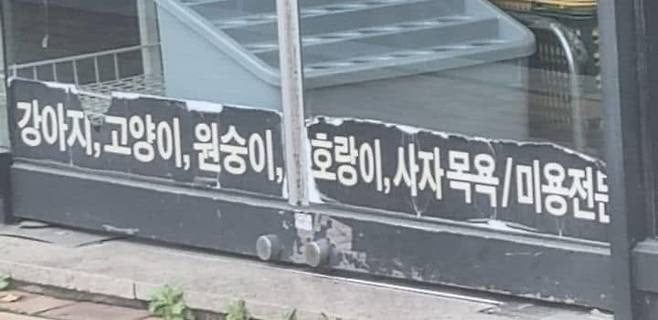 강아지, 고양이, 원숭이, 호랑이, 사자 목욕/미용전문